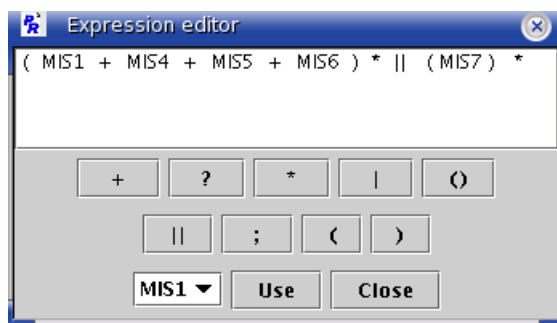 Expression editor
( MIS1 + MIS4 + MIS5 + MIS6 ) * || (MIS7) *
+ ? * | ()
|| ; ( )
MIS1 Use Close